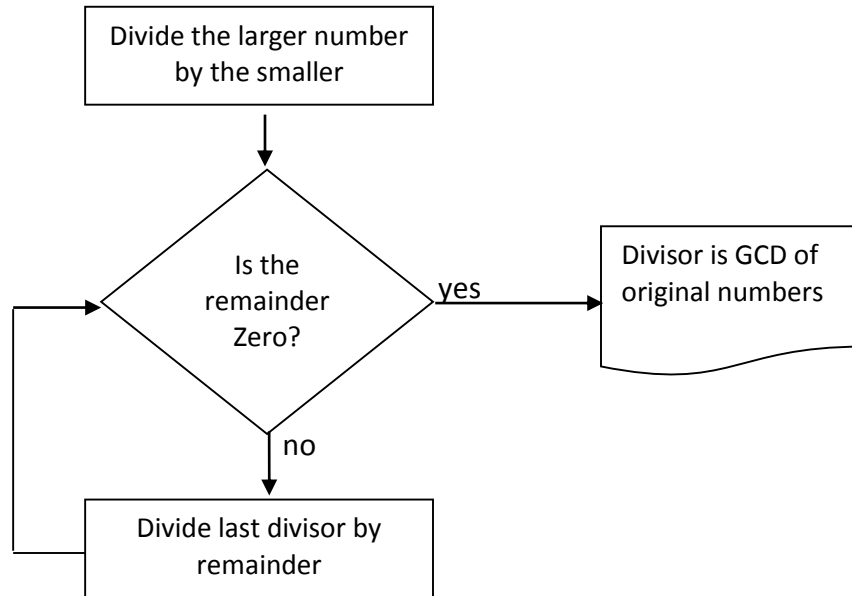 Divide the larger number
by the smaller
Is the
remainder
Zero?
yes
Divisor is GCD of
original numbers
no
Divide last divisor by
remainder